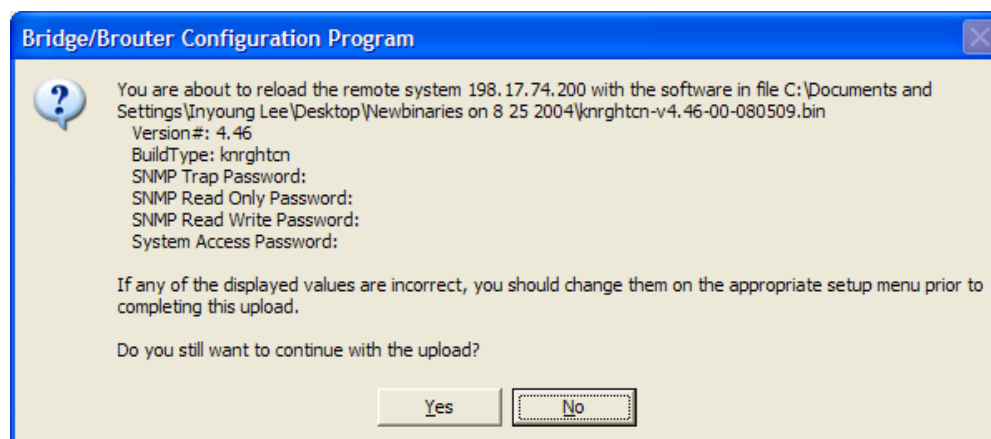 Bridge/Brouter Configuration Program
You are about to reload the remote system 198.17.74.200 with the software in file C:\Documents and
Settings\Inyoung Lee\Desktop\Newbinaries on 8 25 2004\knrghtcn-v4.46-00-080509.bin
Version#: 4.46
BuildType: knrghtcn
SNMP Trap Password:
SNMP Read Only Password:
SNMP Read Write Password:
System Access Password:
If any of the displayed values are incorrect, you should change them on the appropriate setup menu prior to
completing this upload.
Do you still want to continue with the upload?
Yes No